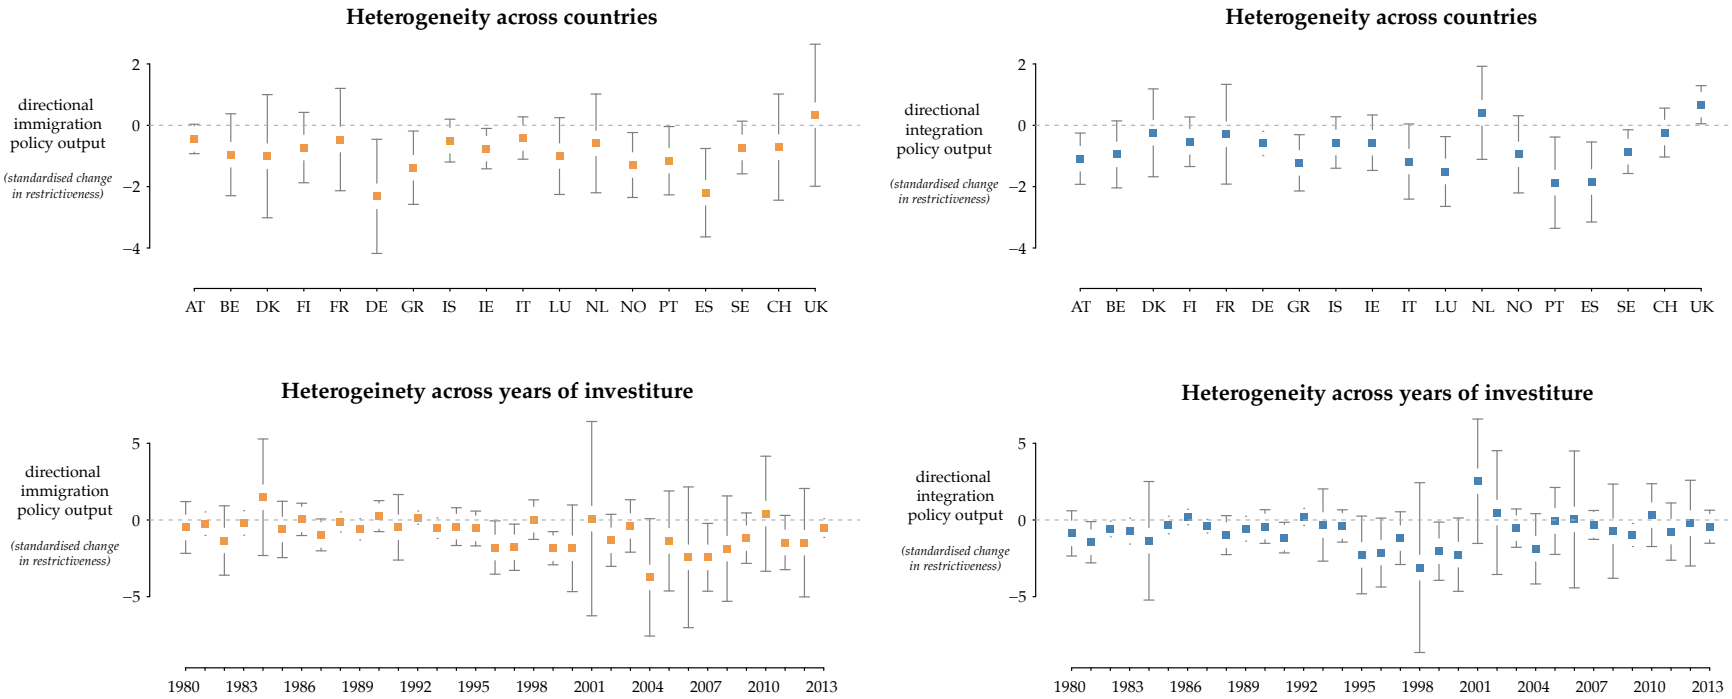 Heterogeneity across countries
directional
immigration
policy output
(standardised change
in restrictiveness)
2
0
−2
−4
AT BE DK FI FR DE GR IS IE IT LU NL NO PT ES SE CH UK
Heterogeneity across countries
directional
integration
policy output
(standardised change
in restrictiveness)
2
0
−2
−4
AT BE DK FI FR DE GR IS IE IT LU NL NO PT ES SE CH UK
Heterogeinety across years of investiture
directional
immigration
policy output
(standardised change
in restrictiveness)
5
0
−5
1980 1983 1986 1989 1992 1995 1998 2001 2004 2007 2010 2013
Heterogeneity across years of investiture
directional
integration
policy output
(standardised change
in restrictiveness)
5
0
−5
1980 1983 1986 1989 1992 1995 1998 2001 2004 2007 2010 2013